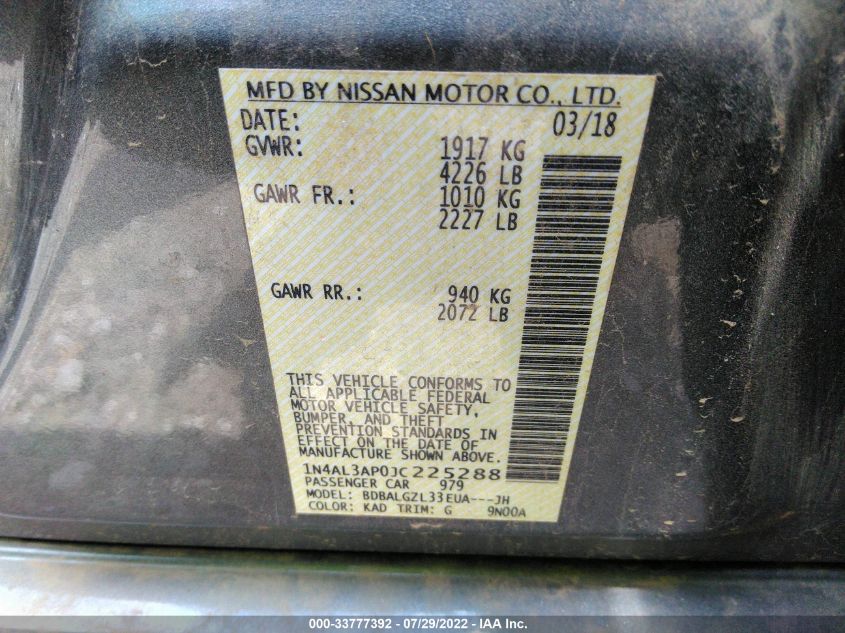 MFD BY NISSAN MOTOR CO., LTD.
DATE: 03/18
GVWR: 1917 KG
4226 LB
GAWR FR.: 1010 KG
2227 LB
GAWR RR.: 940 KG
2072 LB
THIS VEHICLE CONFORMS TO
ALL APPLICABLE FEDERAL
MOTOR VEHICLE SAFETY,
BUMPER, AND THEFT
PREVENTION STANDARDS IN
EFFECT ON THE DATE OF
MANUFACTURE SHOWN ABOVE.
1N4AL3AP0JC225288
PASSENGER CAR 979
MODEL: BDBALGZL33EUA---JH
COLOR: KAD TRIM: G 9N00A
000-33777392 - 07/29/2022 - IAA Inc.